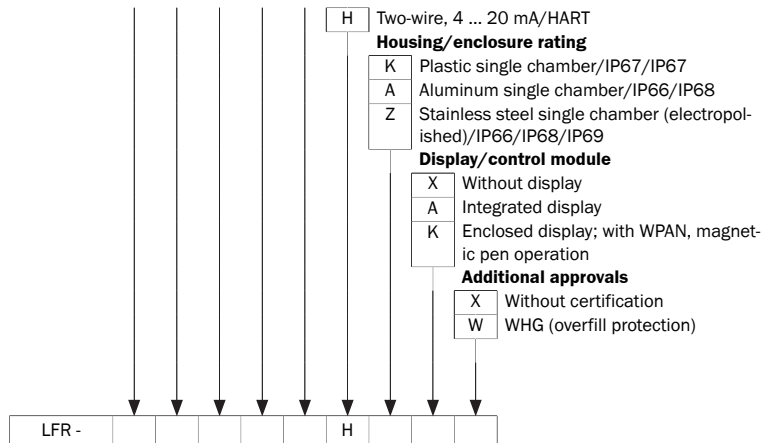 H Two-wire, 4 ... 20 mA/HART
Housing/enclosure rating
K Plastic single chamber/IP67/IP67
A Aluminum single chamber/IP66/IP68
Z Stainless steel single chamber (electropol-
ished)/IP66/IP68/IP69
Display/control module
X Without display
A Integrated display
K Enclosed display; with WPAN, magnet-
ic pen operation
Additional approvals
X Without certification
W WHG (overfill protection)
LFR - H